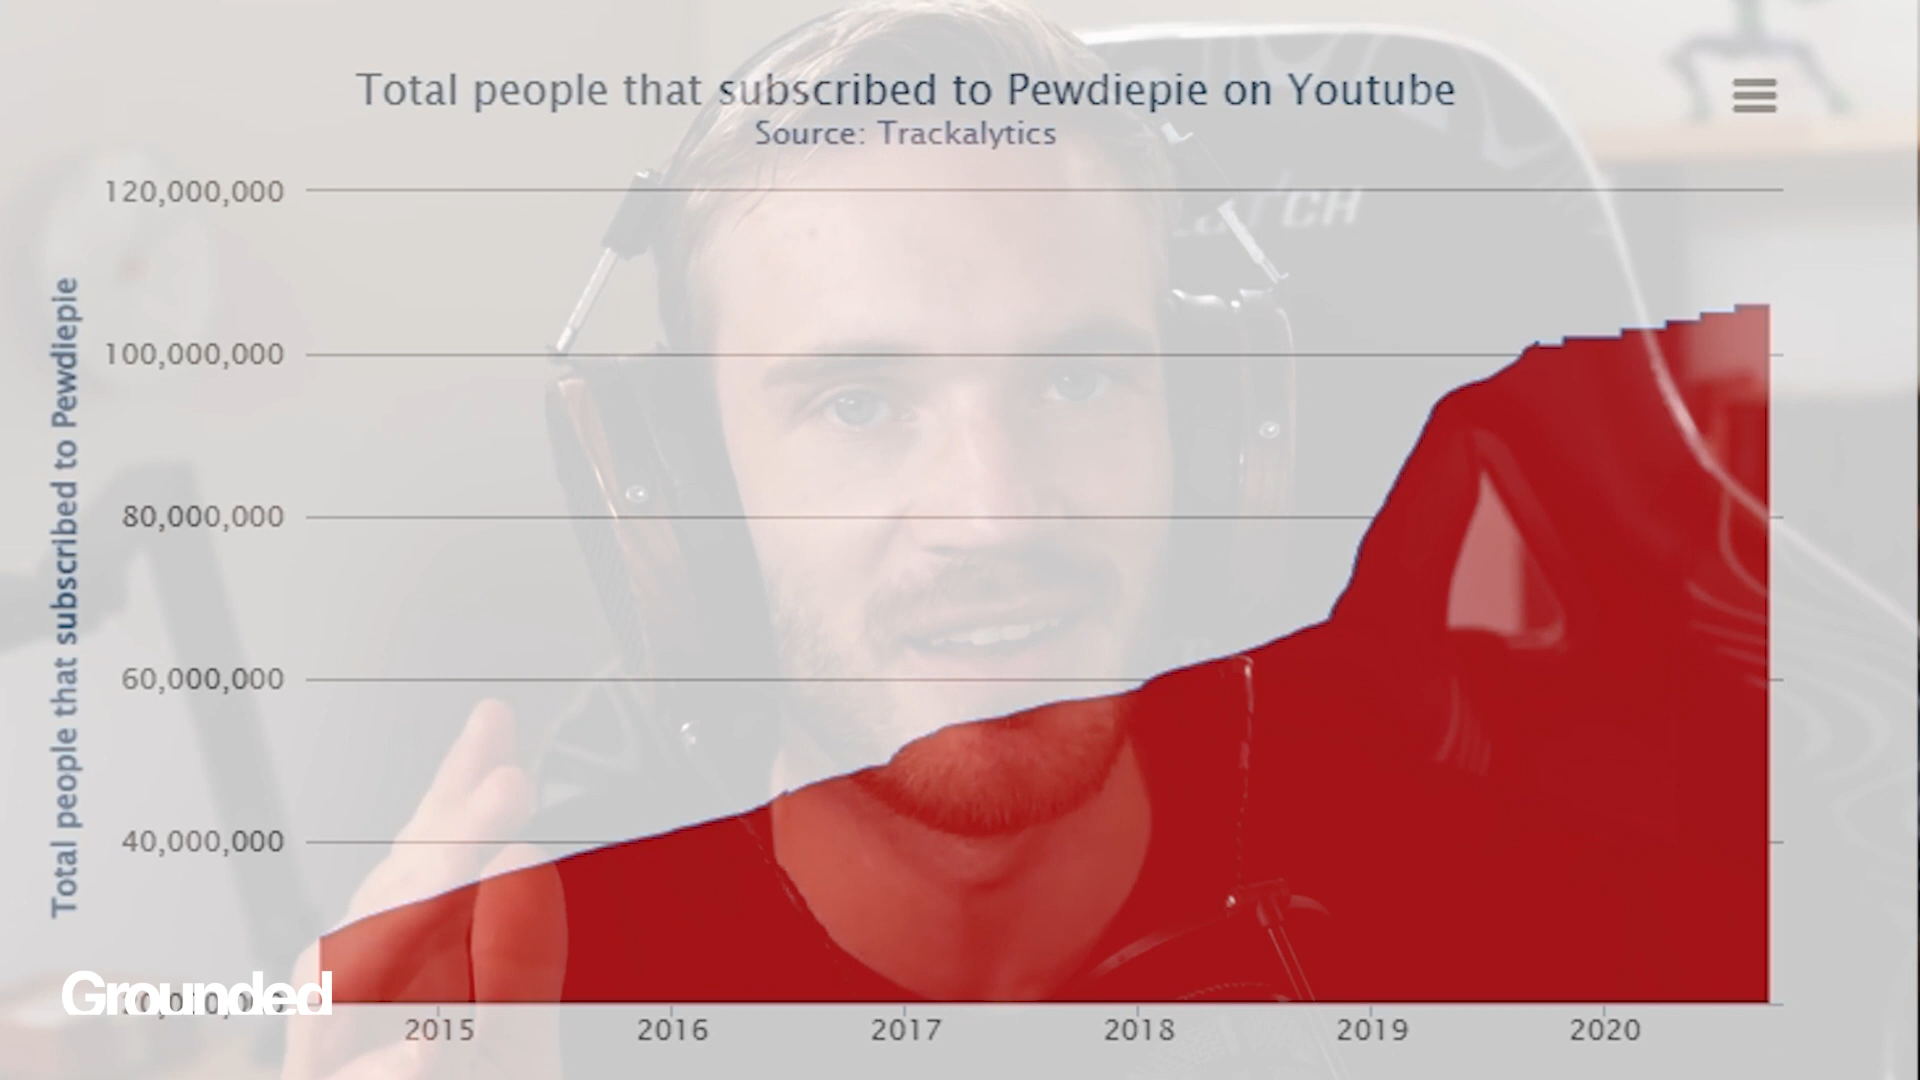 Total people that subscribed to Pewdiepie on Youtube
Source: Trackalytics
Total people that subscribed to Pewdiepie
120,000,000
100,000,000
80,000,000
60,000,000
40,000,000
Grounded
2015 2016 2017 2018 2019 2020